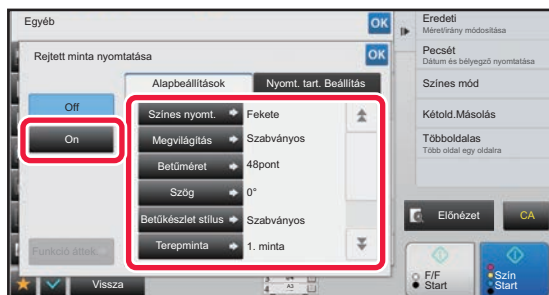 Egyéb
OK
Rejtett minta nyomtatása
OK
Alapbeállítások
Nyomt. tart. Beállítás
Off
On
Színes nyomt.
Fekete
Megvilágítás
Szabványos
Betűméret
48pont
Szög
0°
Betűkészlet stílus
Szabványos
Terepminta
1. minta
Funkció áttek.
Vissza
Eredeti
Méret/irány módosítása
Pecsét
Dátum és bélyegző nyomtatása
Színes mód
Kétold.Másolás
Többoldalas
Több oldal egy oldalra
Előnézet
CA
F/F
Start
Szín
Start